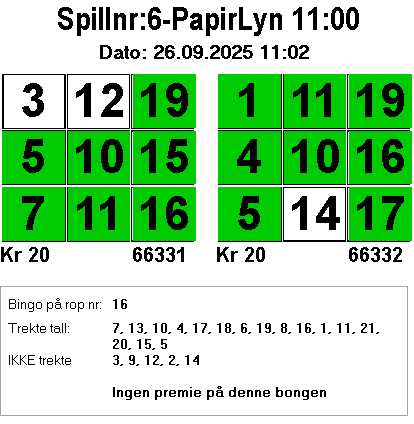 Spillnr:6-PapirLyn 11:00
Dato: 26.09.2025 11:02
3 12 19 1 11 19
5 10 15 4 10 16
7 11 16 5 14 17
Kr 20 66331 Kr 20 66332
Bingo på rop nr: 16
Trekte tall: 7, 13, 10, 4, 17, 18, 6, 19, 8, 16, 1, 11, 21,
20, 15, 5
IKKE trekte 3, 9, 12, 2, 14
Ingen premie på denne bongen